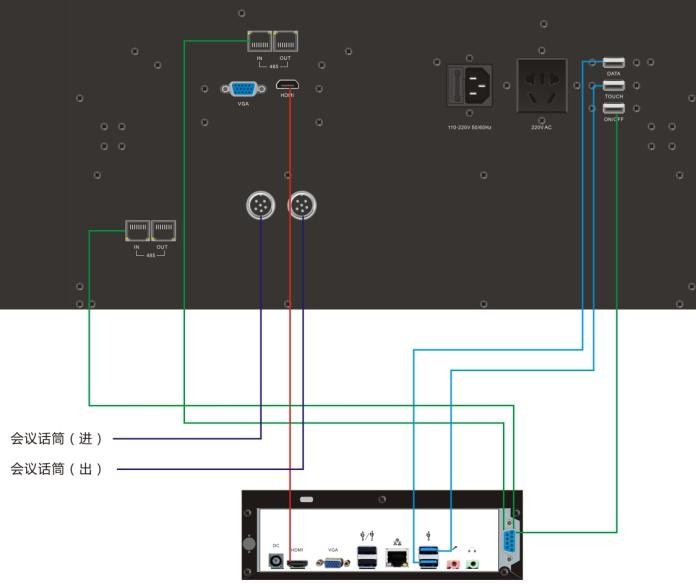 IN OUT
485
VGA
HDMI
110-220V 50/60Hz
220V AC
DATA
TOUCH
ON/OFF
IN OUT
485
会议话筒（进）
会议话筒（出）
DC
HDMI
VGA